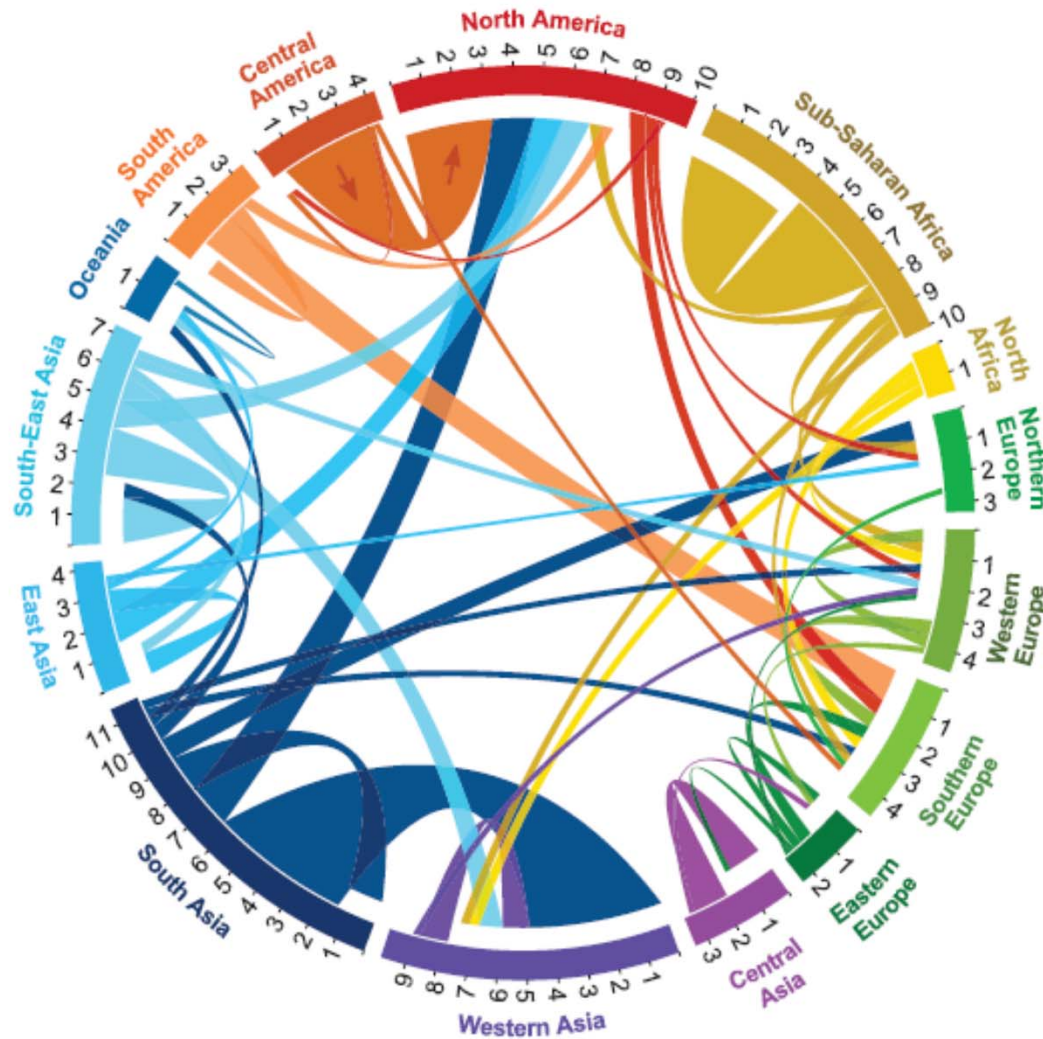 North America
1 2 3 4 5 6 7 8 9 10
Sub-Saharan Africa
1 2 3 4 5 6 7 8 9 10
North
Africa
1
Northern
Europe
1 2 3
Western
Europe
1 2 3 4
Southern
Europe
1 2 3 4
Eastern
Europe
1 2
Central
Asia
1 2 3
Western Asia
1 2 3 4 5 6 7 8 9
South Asia
1 2 3 4 5 6 7 8 9 10 11
East Asia
1 2 3 4
South-East Asia
1 2 3 4 5 6 7
Oceania
1
South
America
1 2 3
Central
America
1 2 3 4